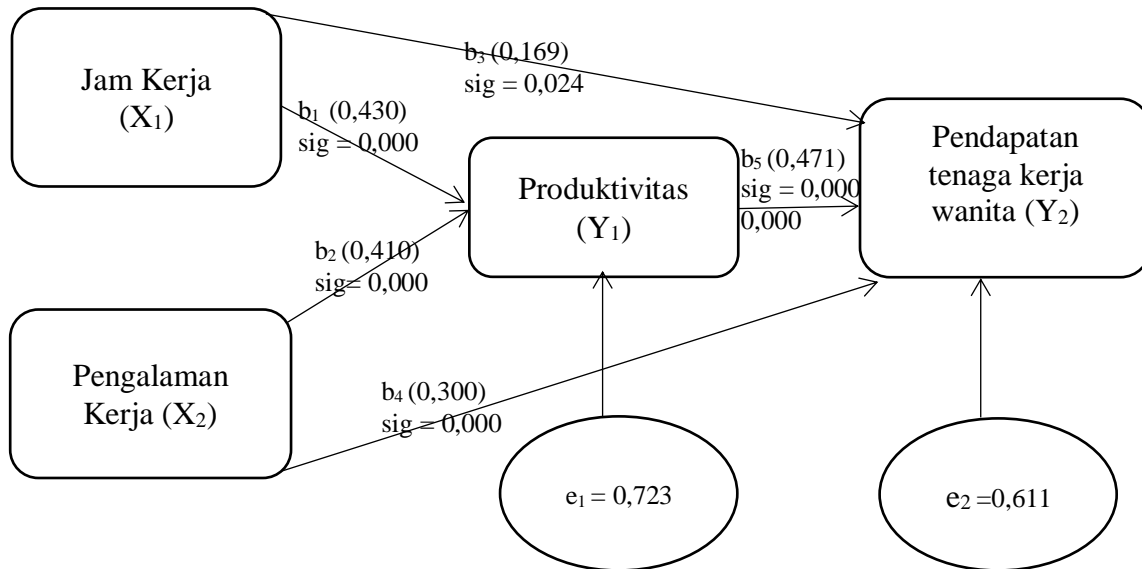 Jam Kerja
(X₁)
b₃ (0,169)
sig = 0,024
b₁ (0,430)
sig = 0,000
Pendapatan
tenaga kerja
wanita (Y₂)
Produktivitas
(Y₁)
b₅ (0,471)
sig = 0,000
0,000
b₂ (0,410)
sig= 0,000
Pengalaman
Kerja (X₂)
b₄ (0,300)
sig = 0,000
e₁ = 0,723
e₂ =0,611